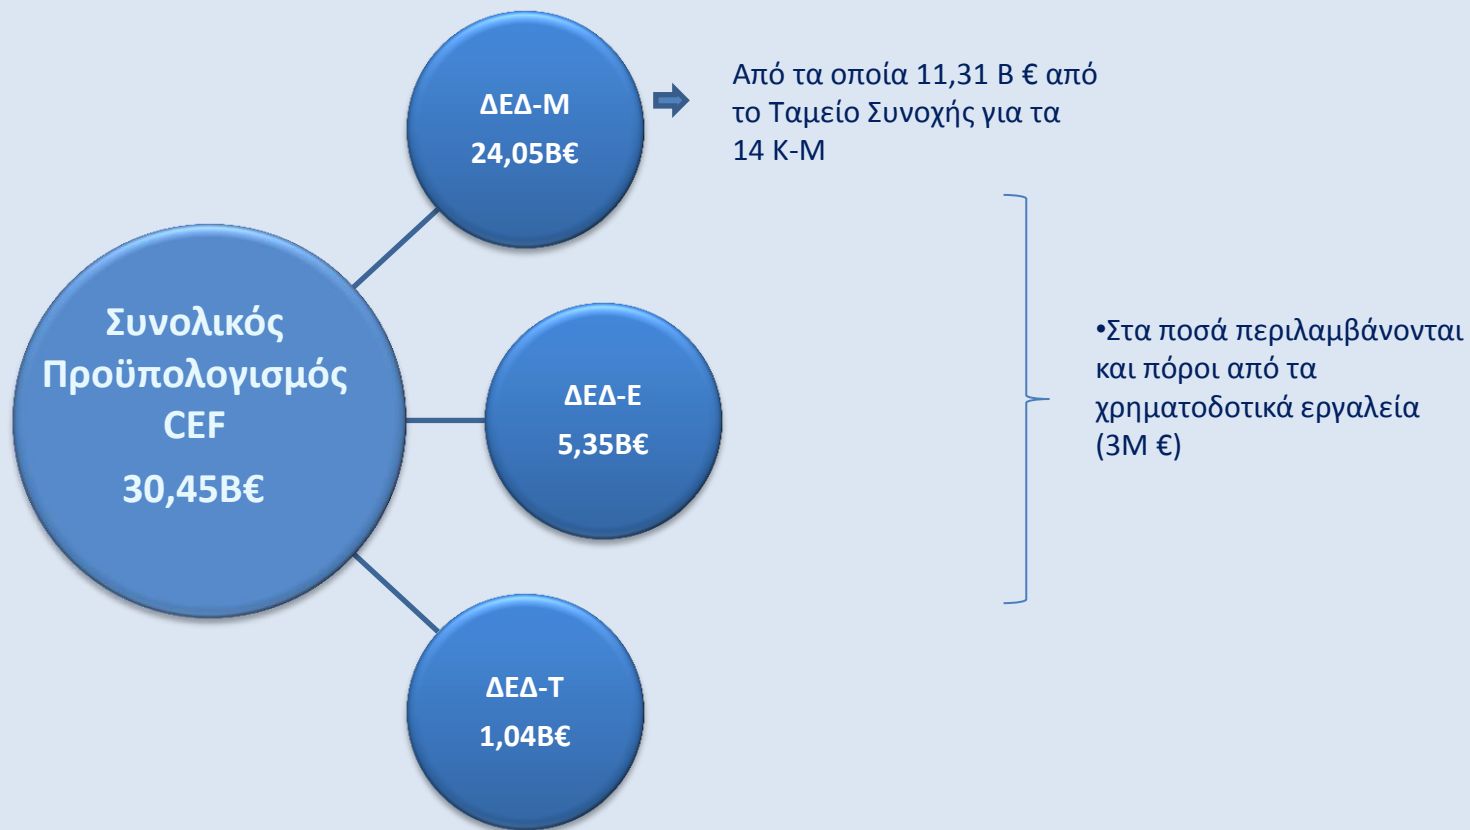 Συνολικός
Προϋπολογισμός
CEF
30,45Β€
ΔΕΔ-Μ
24,05Β€
Από τα οποία 11,31 Β € από
το Ταμείο Συνοχής για τα
14 Κ-Μ
ΔΕΔ-Ε
5,35Β€
ΔΕΔ-Τ
1,04Β€
•Στα ποσά περιλαμβάνονται
και πόροι από τα
χρηματοδοτικά εργαλεία
(3Μ €)